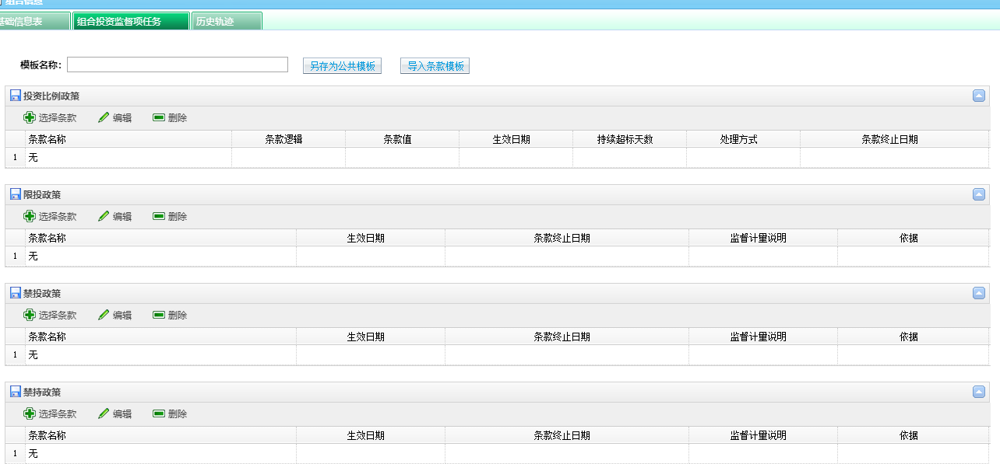 组合信息
基础信息表 组合投资监督项任务 历史轨迹
模板名称: 另存为公共模板 导入条款模板
投资比例政策
选择条款 编辑 删除
条款名称 条款逻辑 条款值 生效日期 持续超标天数 处理方式 条款终止日期
1 无
限投政策
选择条款 编辑 删除
条款名称 生效日期 条款终止日期 监督计量说明 依据
1 无
禁投政策
选择条款 编辑 删除
条款名称 生效日期 条款终止日期 监督计量说明 依据
1 无
禁持政策
选择条款 编辑 删除
条款名称 生效日期 条款终止日期 监督计量说明 依据
1 无